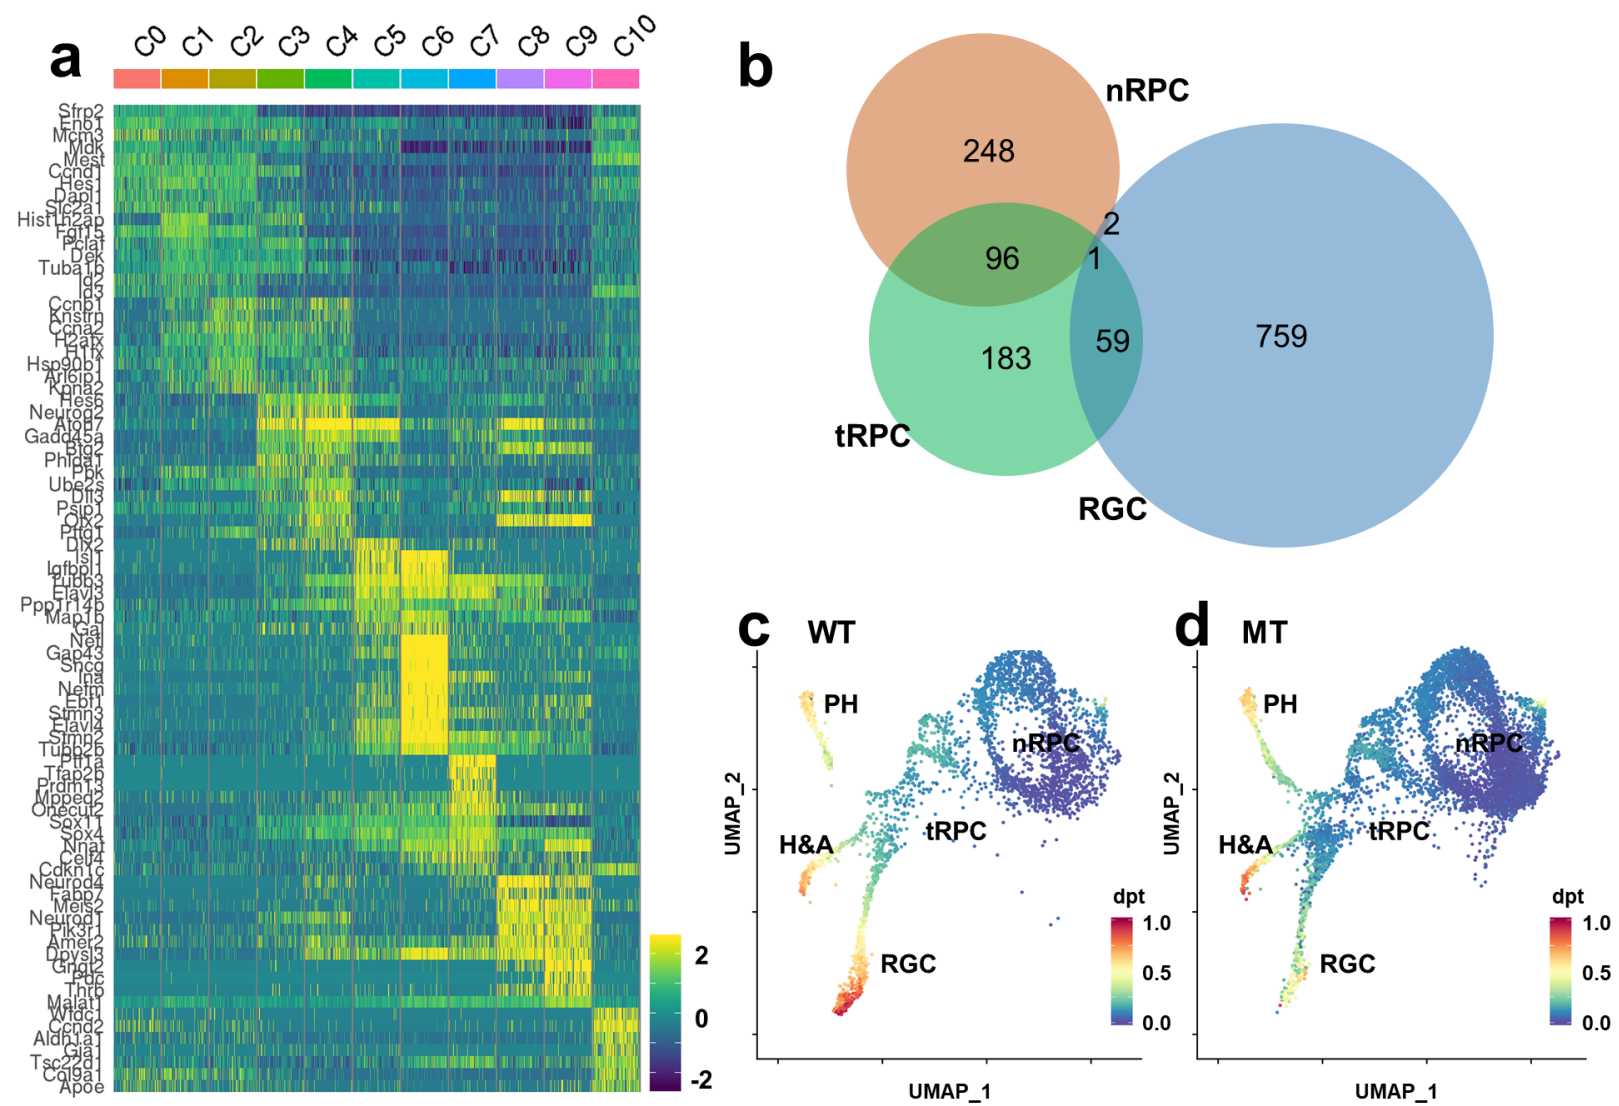 a
C0 C1 C2 C3 C4 C5 C6 C7 C8 C9 C10
Sfrp2
Eno1
Mcm3
Mdk
Mest
Ccnd1
Hes1
Dapl1
Slc2a1
Hist1h2ap
Fgf15
Pclaf
Dek
Tuba1b
Id2
Id3
Ccnb1
Knstrn
Ccna2
H2afx
H1fx
Hsp90b1
Arl6ip1
Kpna2
Hes6
Neurog2
Atoh7
Gadd45a
Btg2
Phlda1
Pbk
Ube2s
Dll3
Psip1
Otx2
Pttg1
Dlx2
Isl1
Igfbpl1
Tubb3
Elavl3
Ppp1r14b
Map1b
Gal
Nefl
Gap43
Sncg
Ina
Nefm
Ebf1
Stmn3
Elavl4
Stmn2
Tubb2b
Ptf1a
Tfap2b
Prdm13
Mpped2
Onecut2
Sox11
Sox4
Nnat
Celf4
Cdkn1c
Neurod4
Fabp7
Meis2
Neurod1
Pik3r1
Amer2
Dpysl3
Gngt2
Pdc
Thrb
Malat1
Wfdc1
Ccnd2
Aldh1a1
Gja1
Tsc22d1
Col9a1
Apoe
2
0
-2
b
nRPC
248
2
96
1
183
59
759
tRPC
RGC
c WT
PH
nRPC
tRPC
H&A
RGC
dpt
1.0
0.5
0.0
UMAP_2
UMAP_1
d MT
PH
nRPC
tRPC
H&A
RGC
dpt
1.0
0.5
0.0
UMAP_2
UMAP_1